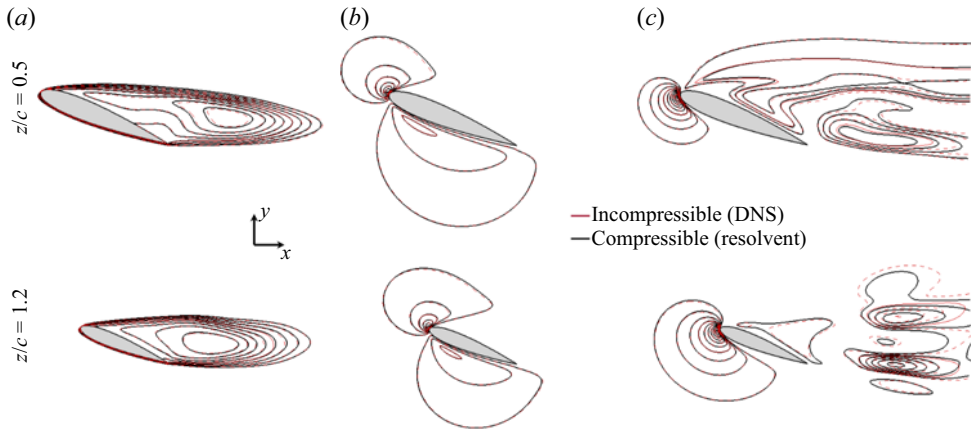 (a)
(b)
(c)
z/c = 0.5
y
x
Incompressible (DNS)
Compressible (resolvent)
z/c = 1.2